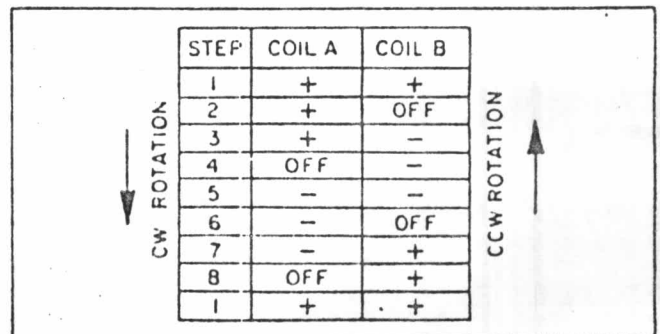 STEP COIL A COIL B
1 + +
2 + OFF
3 + -
4 OFF -
5 - -
6 - OFF
7 - +
8 OFF +
1 + +
CW ROTATION
CCW ROTATION